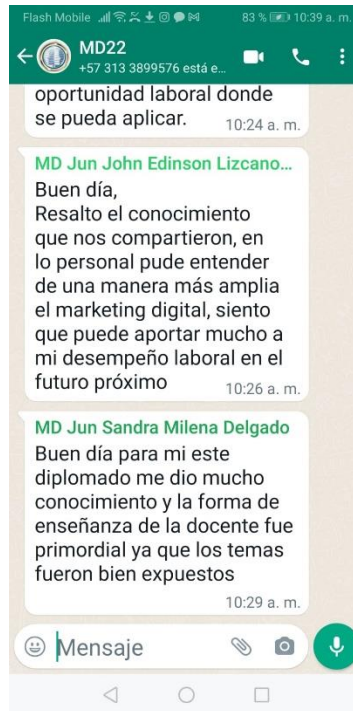 Flash Mobile 83 % 10:39 a. m.
MD22
+57 313 3899576 está e...
oportunidad laboral donde
se pueda aplicar. 10:24 a. m.
MD Jun John Edinson Lizcano...
Buen día,
Resalto el conocimiento
que nos compartieron, en
lo personal pude entender
de una manera más amplia
el marketing digital, siento
que puede aportar mucho a
mi desempeño laboral en el
futuro próximo 10:26 a. m.
MD Jun Sandra Milena Delgado
Buen día para mi este
diplomado me dio mucho
conocimiento y la forma de
enseñanza de la docente fue
primordial ya que los temas
fueron bien expuestos
10:29 a. m.
Mensaje